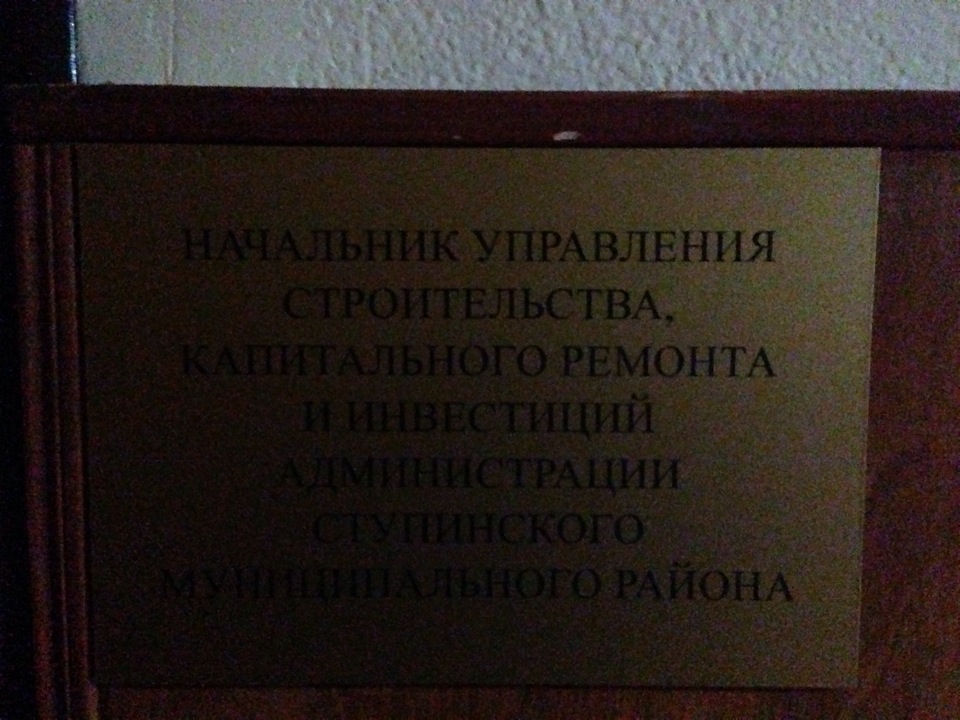 НАЧАЛЬНИК УПРАВЛЕНИЯ
СТРОИТЕЛЬСТВА,
КАПИТАЛЬНОГО РЕМОНТА
И ИНВЕСТИЦИЙ
АДМИНИСТРАЦИИ
СТУПИНСКОГО
МУНИЦИПАЛЬНОГО РАЙОНА